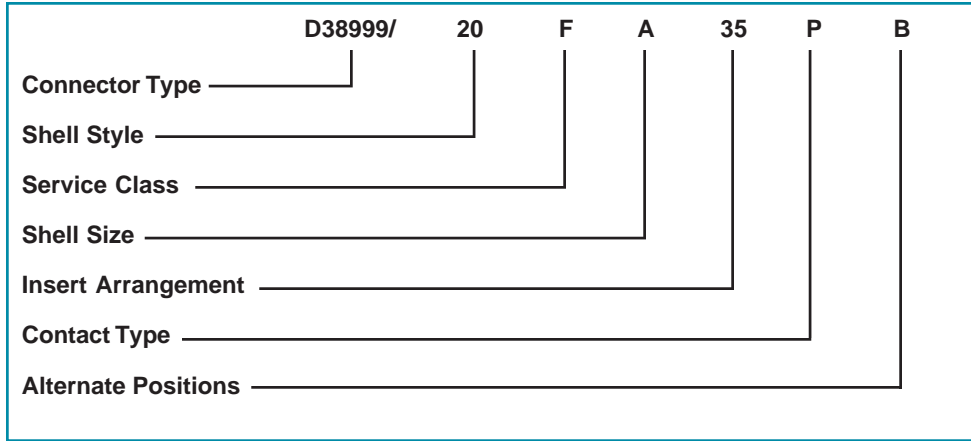 D38999/ 20 F A 35 P B
Connector Type
Shell Style
Service Class
Shell Size
Insert Arrangement
Contact Type
Alternate Positions